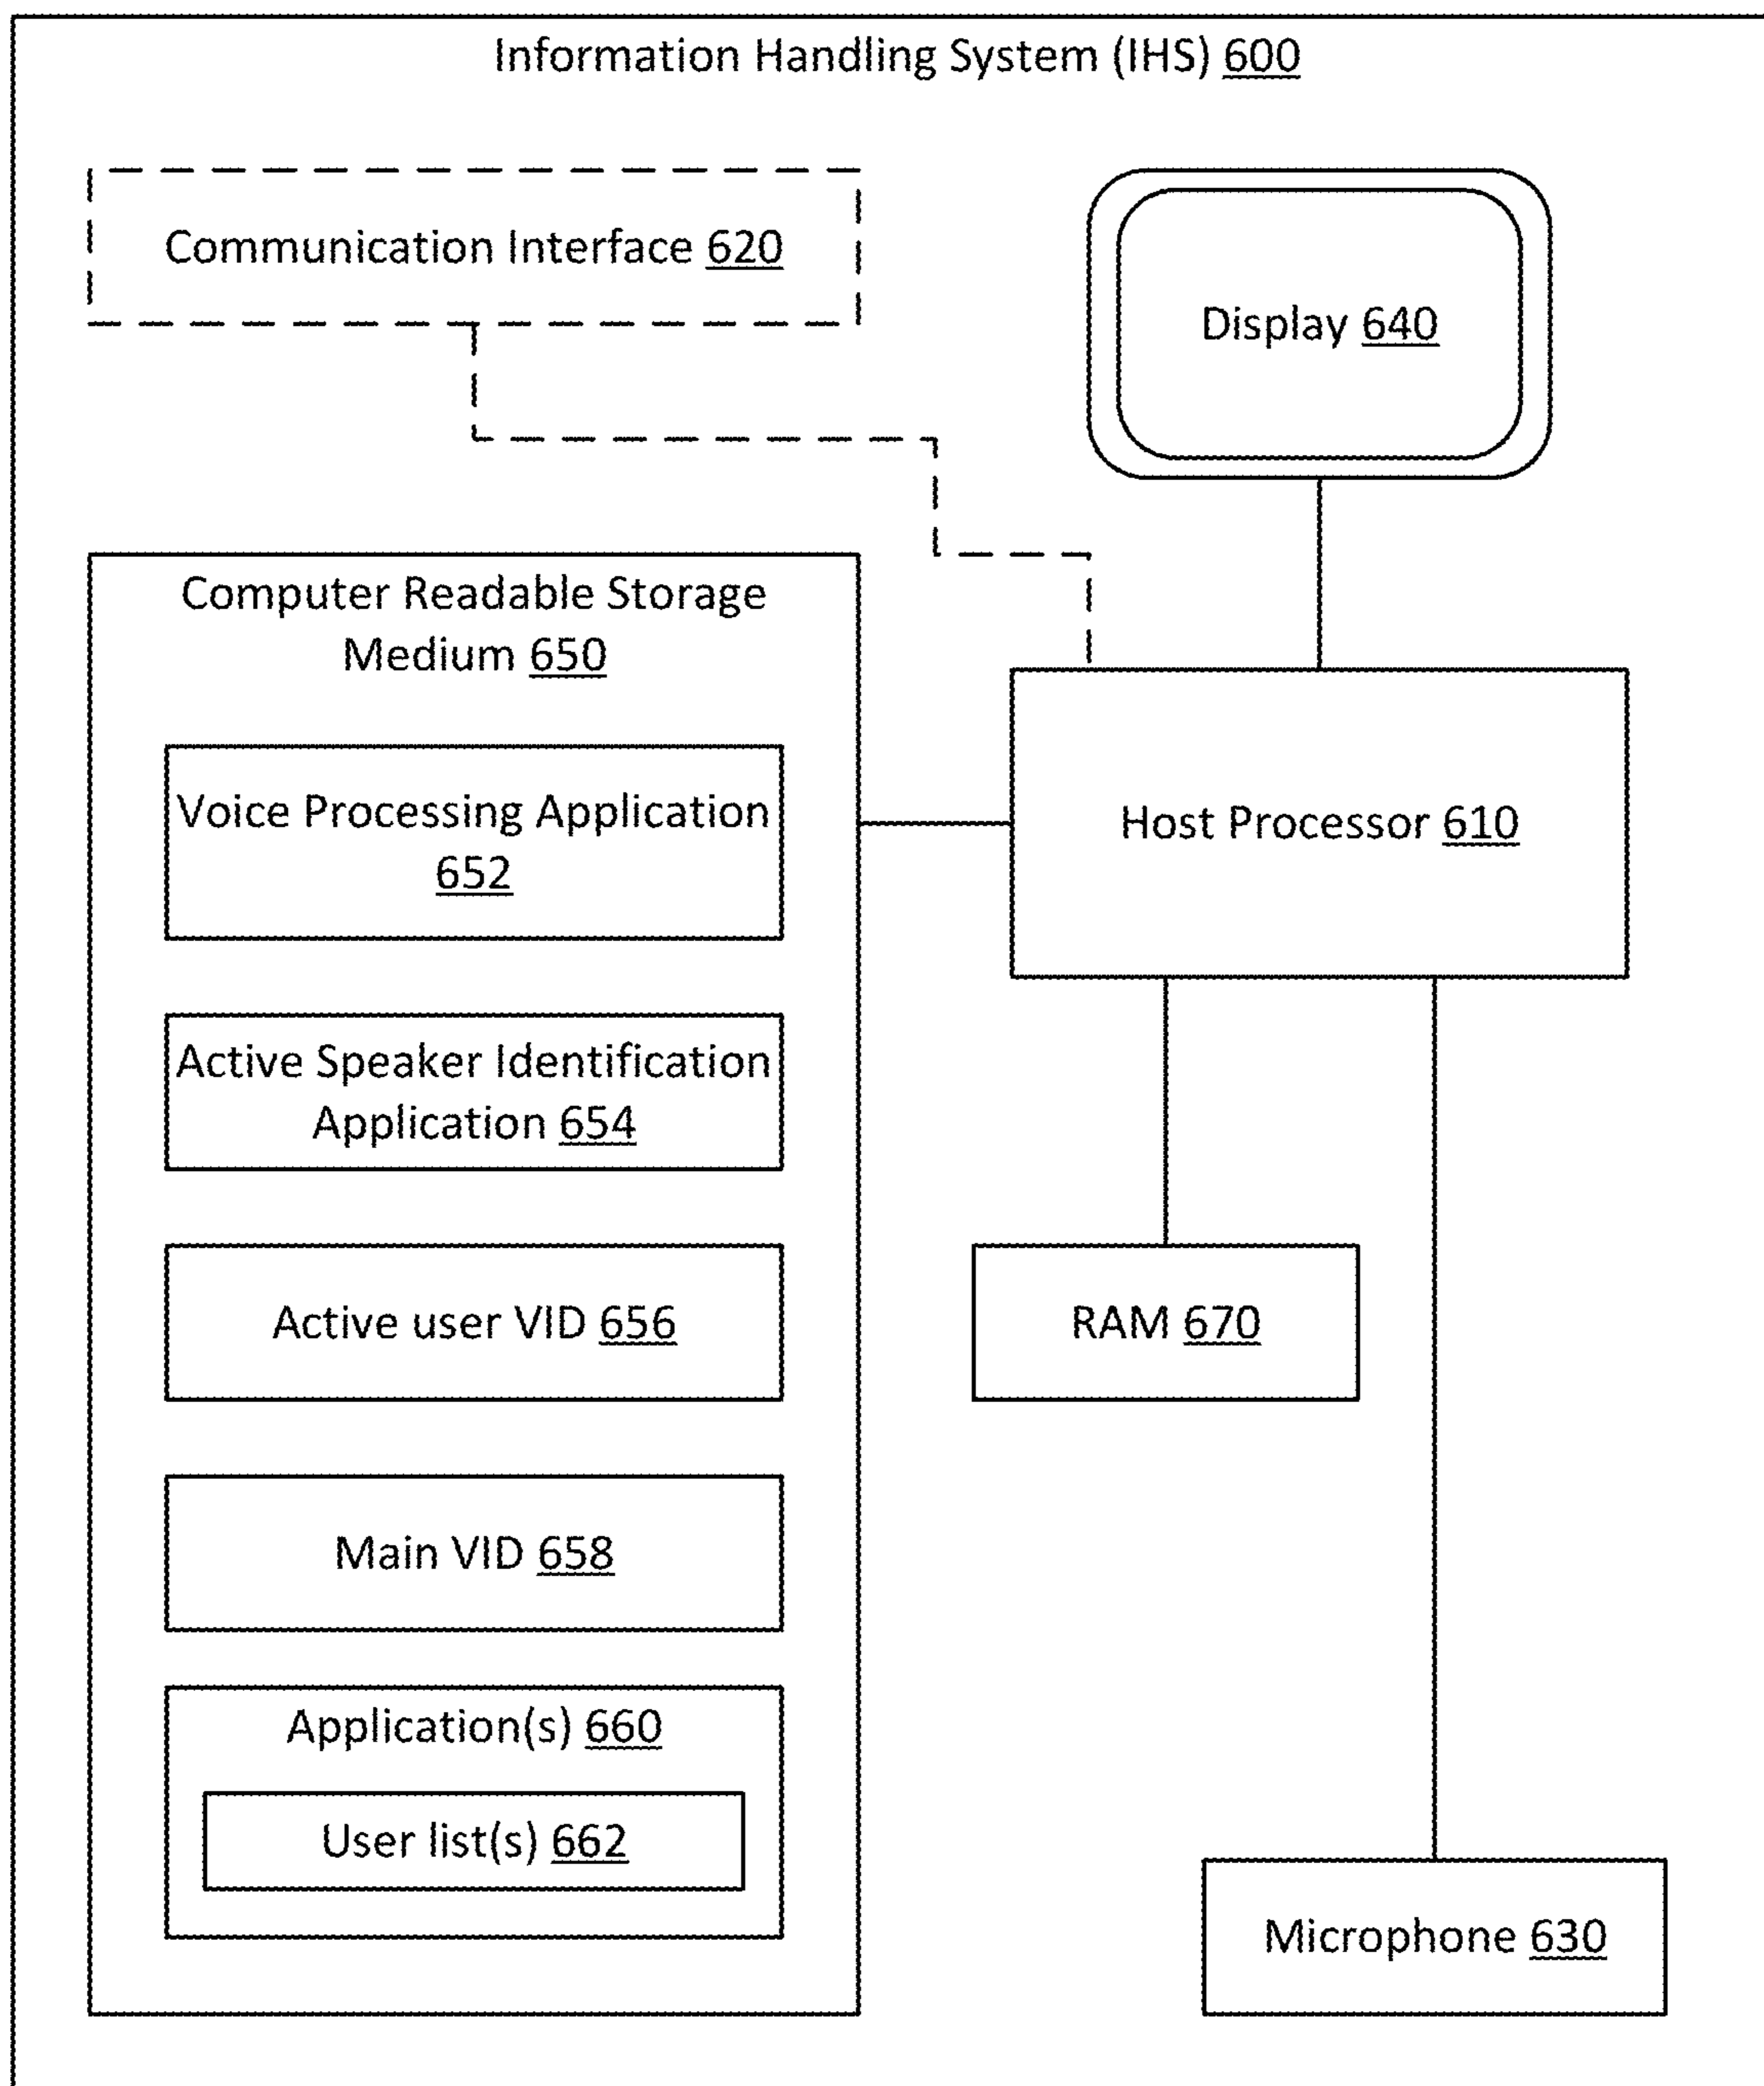 Information Handling System (IHS) 600
Communication Interface 620
Display 640
Computer Readable Storage
Medium 650
Voice Processing Application
652
Host Processor 610
Active Speaker Identification
Application 654
Active user VID 656
RAM 670
Main VID 658
Application(s) 660
User list(s) 662
Microphone 630